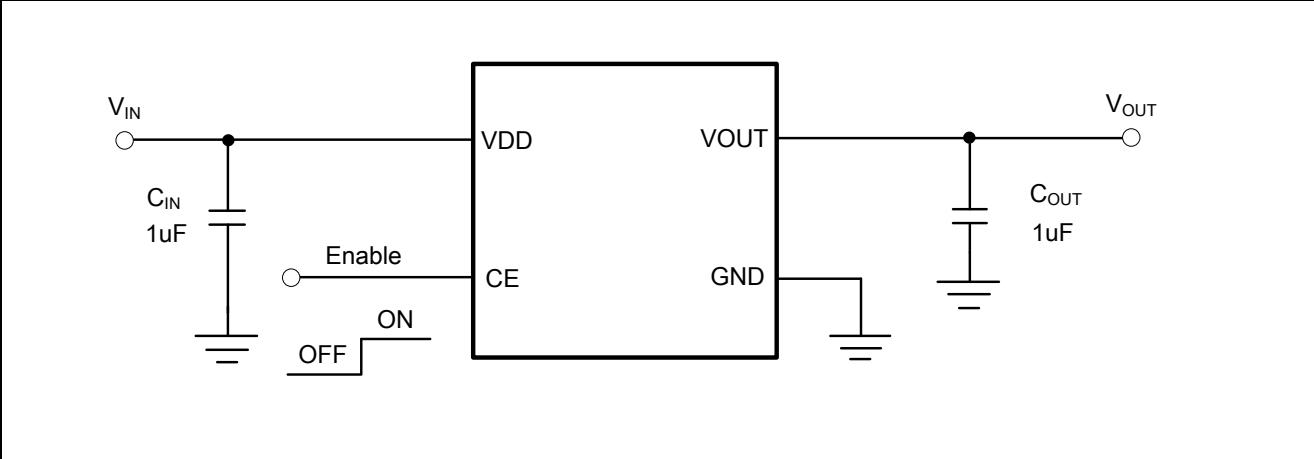 VIN
VOUT
VDD
VOUT
CIN
1uF
COUT
1uF
Enable
CE
GND
ON
OFF